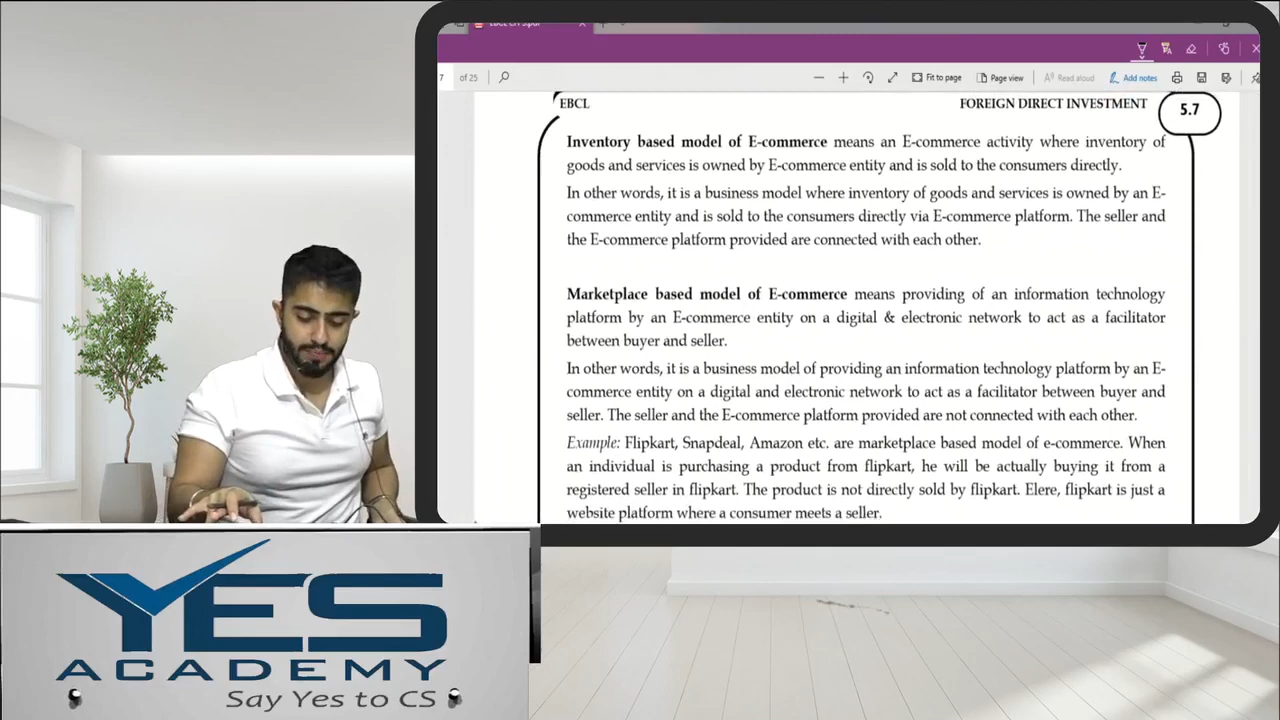 7 of 25
Fit to page
Page view
Read aloud
Add notes
EBCL
FOREIGN DIRECT INVESTMENT
5.7
Inventory based model of E-commerce means an E-commerce activity where inventory of
goods and services is owned by E-commerce entity and is sold to the consumers directly.
In other words, it is a business model where inventory of goods and services is owned by an E-
commerce entity and is sold to the consumers directly via E-commerce platform. The seller and
the E-commerce platform provided are connected with each other.
Marketplace based model of E-commerce means providing of an information technology
platform by an E-commerce entity on a digital & electronic network to act as a facilitator
between buyer and seller.
In other words, it is a business model of providing an information technology platform by an E-
commerce entity on a digital and electronic network to act as a facilitator between buyer and
seller. The seller and the E-commerce platform provided are not connected with each other.
Example: Flipkart, Snapdeal, Amazon etc. are marketplace based model of e-commerce. When
an individual is purchasing a product from flipkart, he will be actually buying it from a
registered seller in flipkart. The product is not directly sold by flipkart. Elere, flipkart is just a
website platform where a consumer meets a seller.
YES
ACADEMY
Say Yes to CS